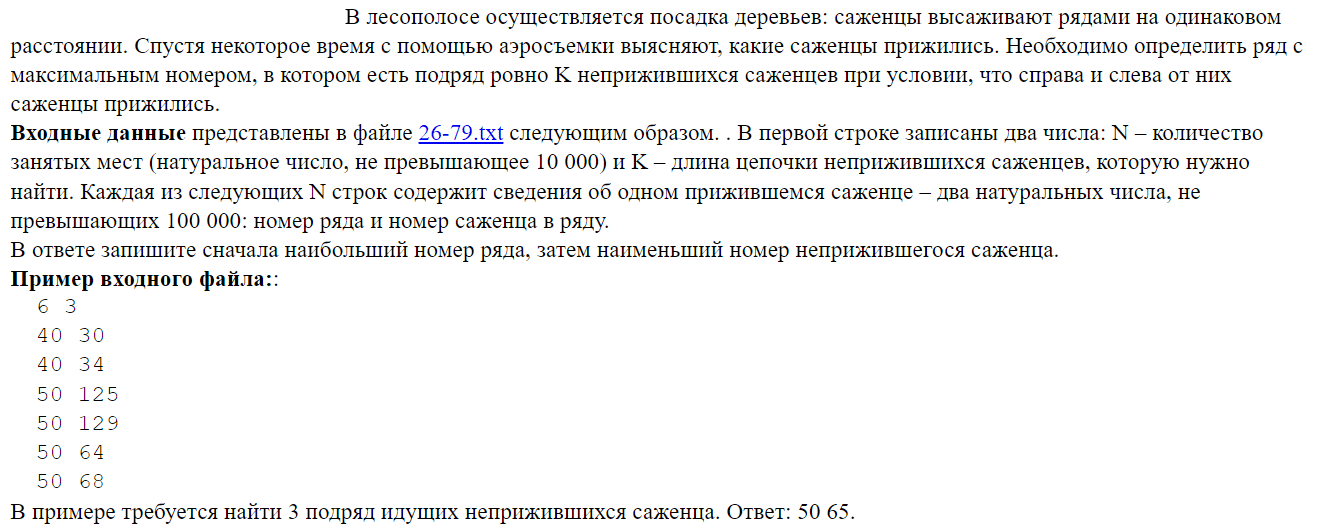 В лесополосе осуществляется посадка деревьев: саженцы высаживают рядами на одинаковом
расстоянии. Спустя некоторое время с помощью аэросъемки выясняют, какие саженцы прижились. Необходимо определить ряд с
максимальным номером, в котором есть подряд ровно K неприжившихся саженцев при условии, что справа и слева от них
саженцы прижились.
Входные данные представлены в файле 26-79.txt следующим образом. . В первой строке записаны два числа: N – количество
занятых мест (натуральное число, не превышающее 10 000) и K – длина цепочки неприжившихся саженцев, которую нужно
найти. Каждая из следующих N строк содержит сведения об одном прижившемся саженце – два натуральных числа, не
превышающих 100 000: номер ряда и номер саженца в ряду.
В ответе запишите сначала наибольший номер ряда, затем наименьший номер неприжившегося саженца.
Пример входного файла::
6 3
40 30
40 34
50 125
50 129
50 64
50 68
В примере требуется найти 3 подряд идущих неприжившихся саженца. Ответ: 50 65.